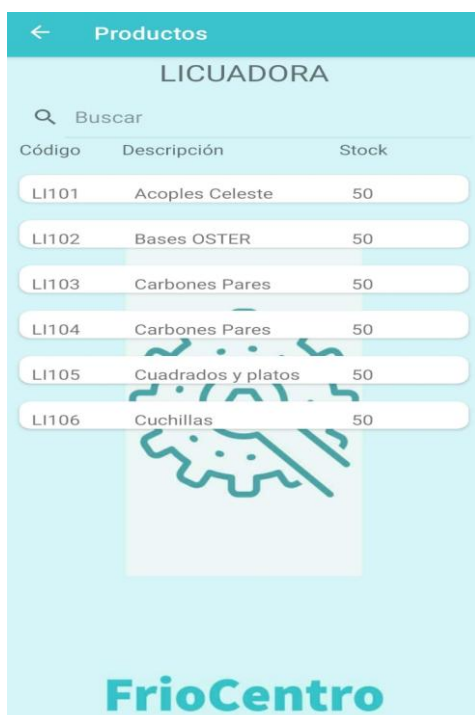 Productos
LICUADORA
Buscar
Código Descripción Stock
LI101 Acoples Celeste 50
LI102 Bases OSTER 50
LI103 Carbones Pares 50
LI104 Carbones Pares 50
LI105 Cuadrados y platos 50
LI106 Cuchillas 50
FrioCentro